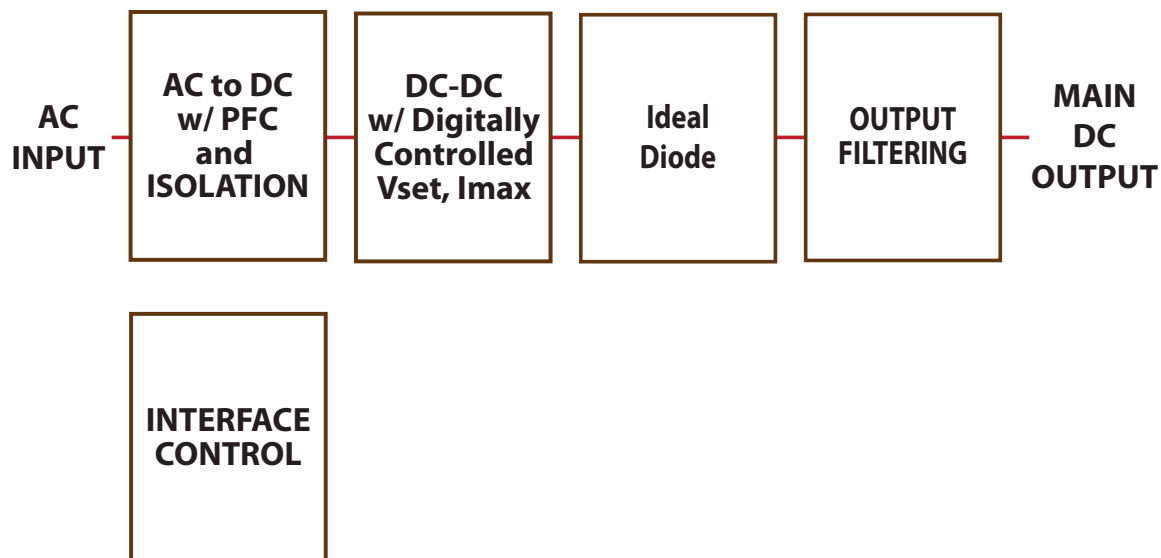 AC
INPUT
AC to DC
w/ PFC
and
ISOLATION
DC-DC
w/ Digitally
Controlled
Vset, Imax
Ideal
Diode
OUTPUT
FILTERING
MAIN
DC
OUTPUT
INTERFACE
CONTROL